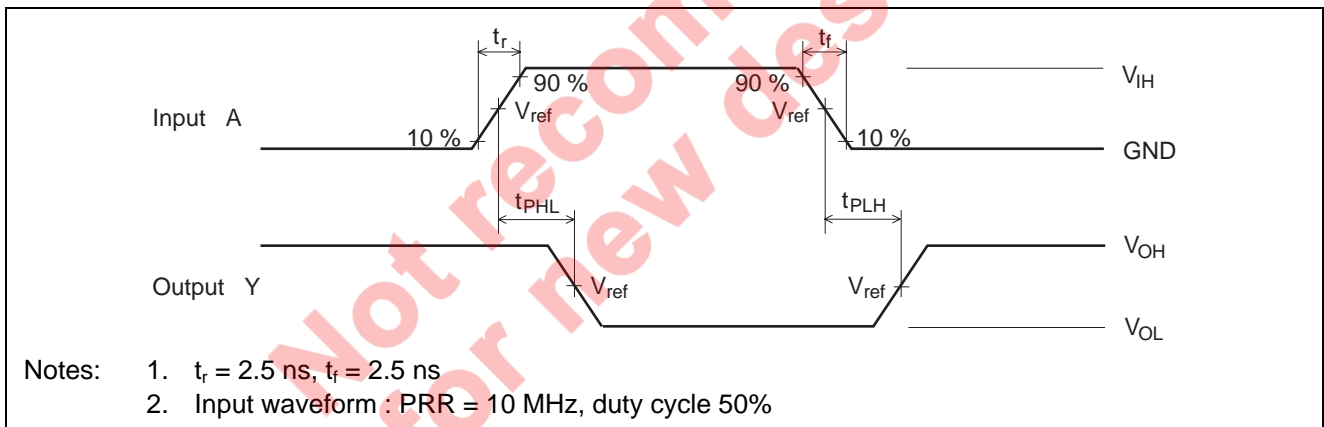 tr tf
90 % 90 % VIH
Input A Vref Vref
10 % 10 % GND
tPHL tPLH
VOH
Output Y Vref Vref
VOL
Notes: 1. tr = 2.5 ns, tf = 2.5 ns
2. Input waveform : PRR = 10 MHz, duty cycle 50%
Not recom
for new des